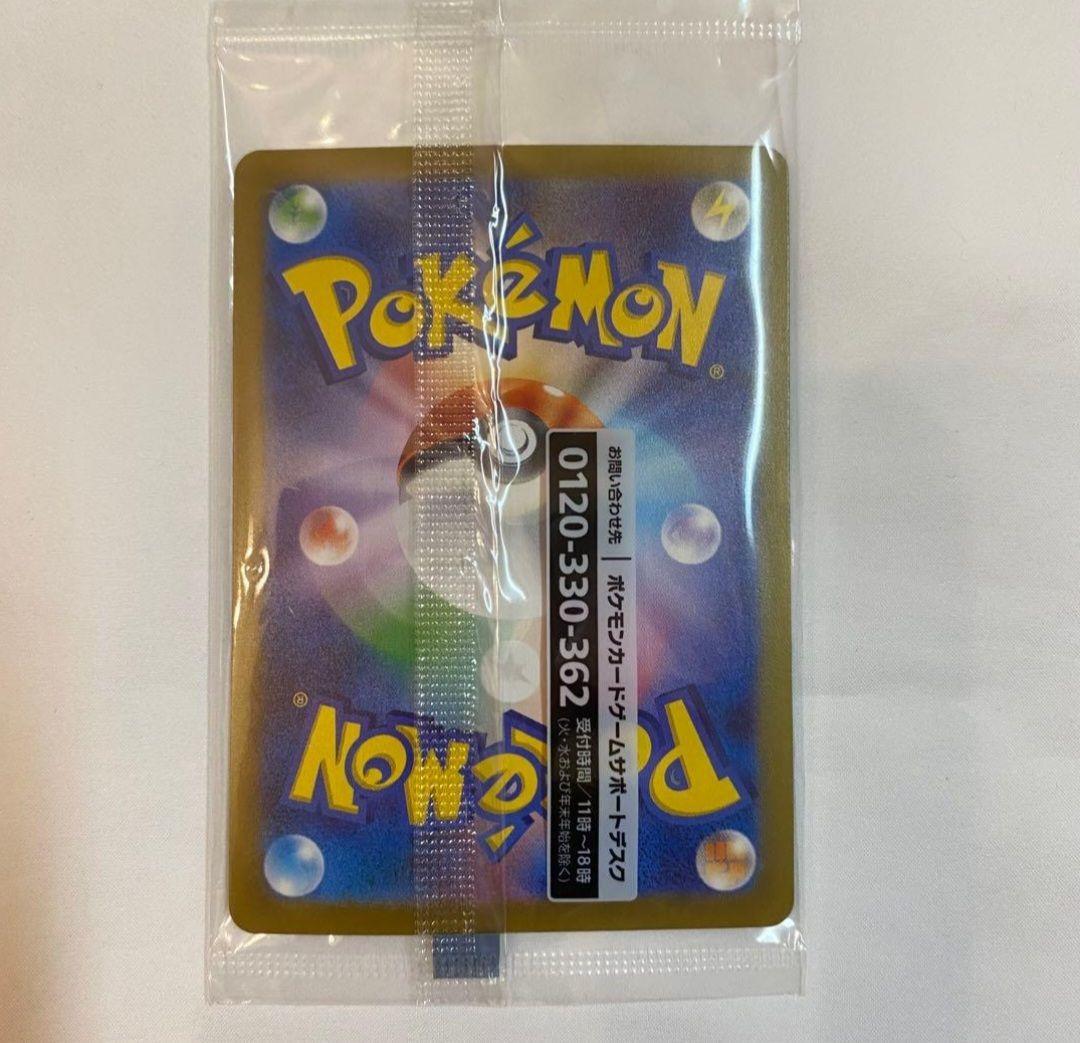 POKéMON
®
お問い合わせ先｜ポケモンカードゲームサポートデスク
0120-330-362 受付時間／11時～18時
(火・水および年末年始を除く)
POKéMON
®